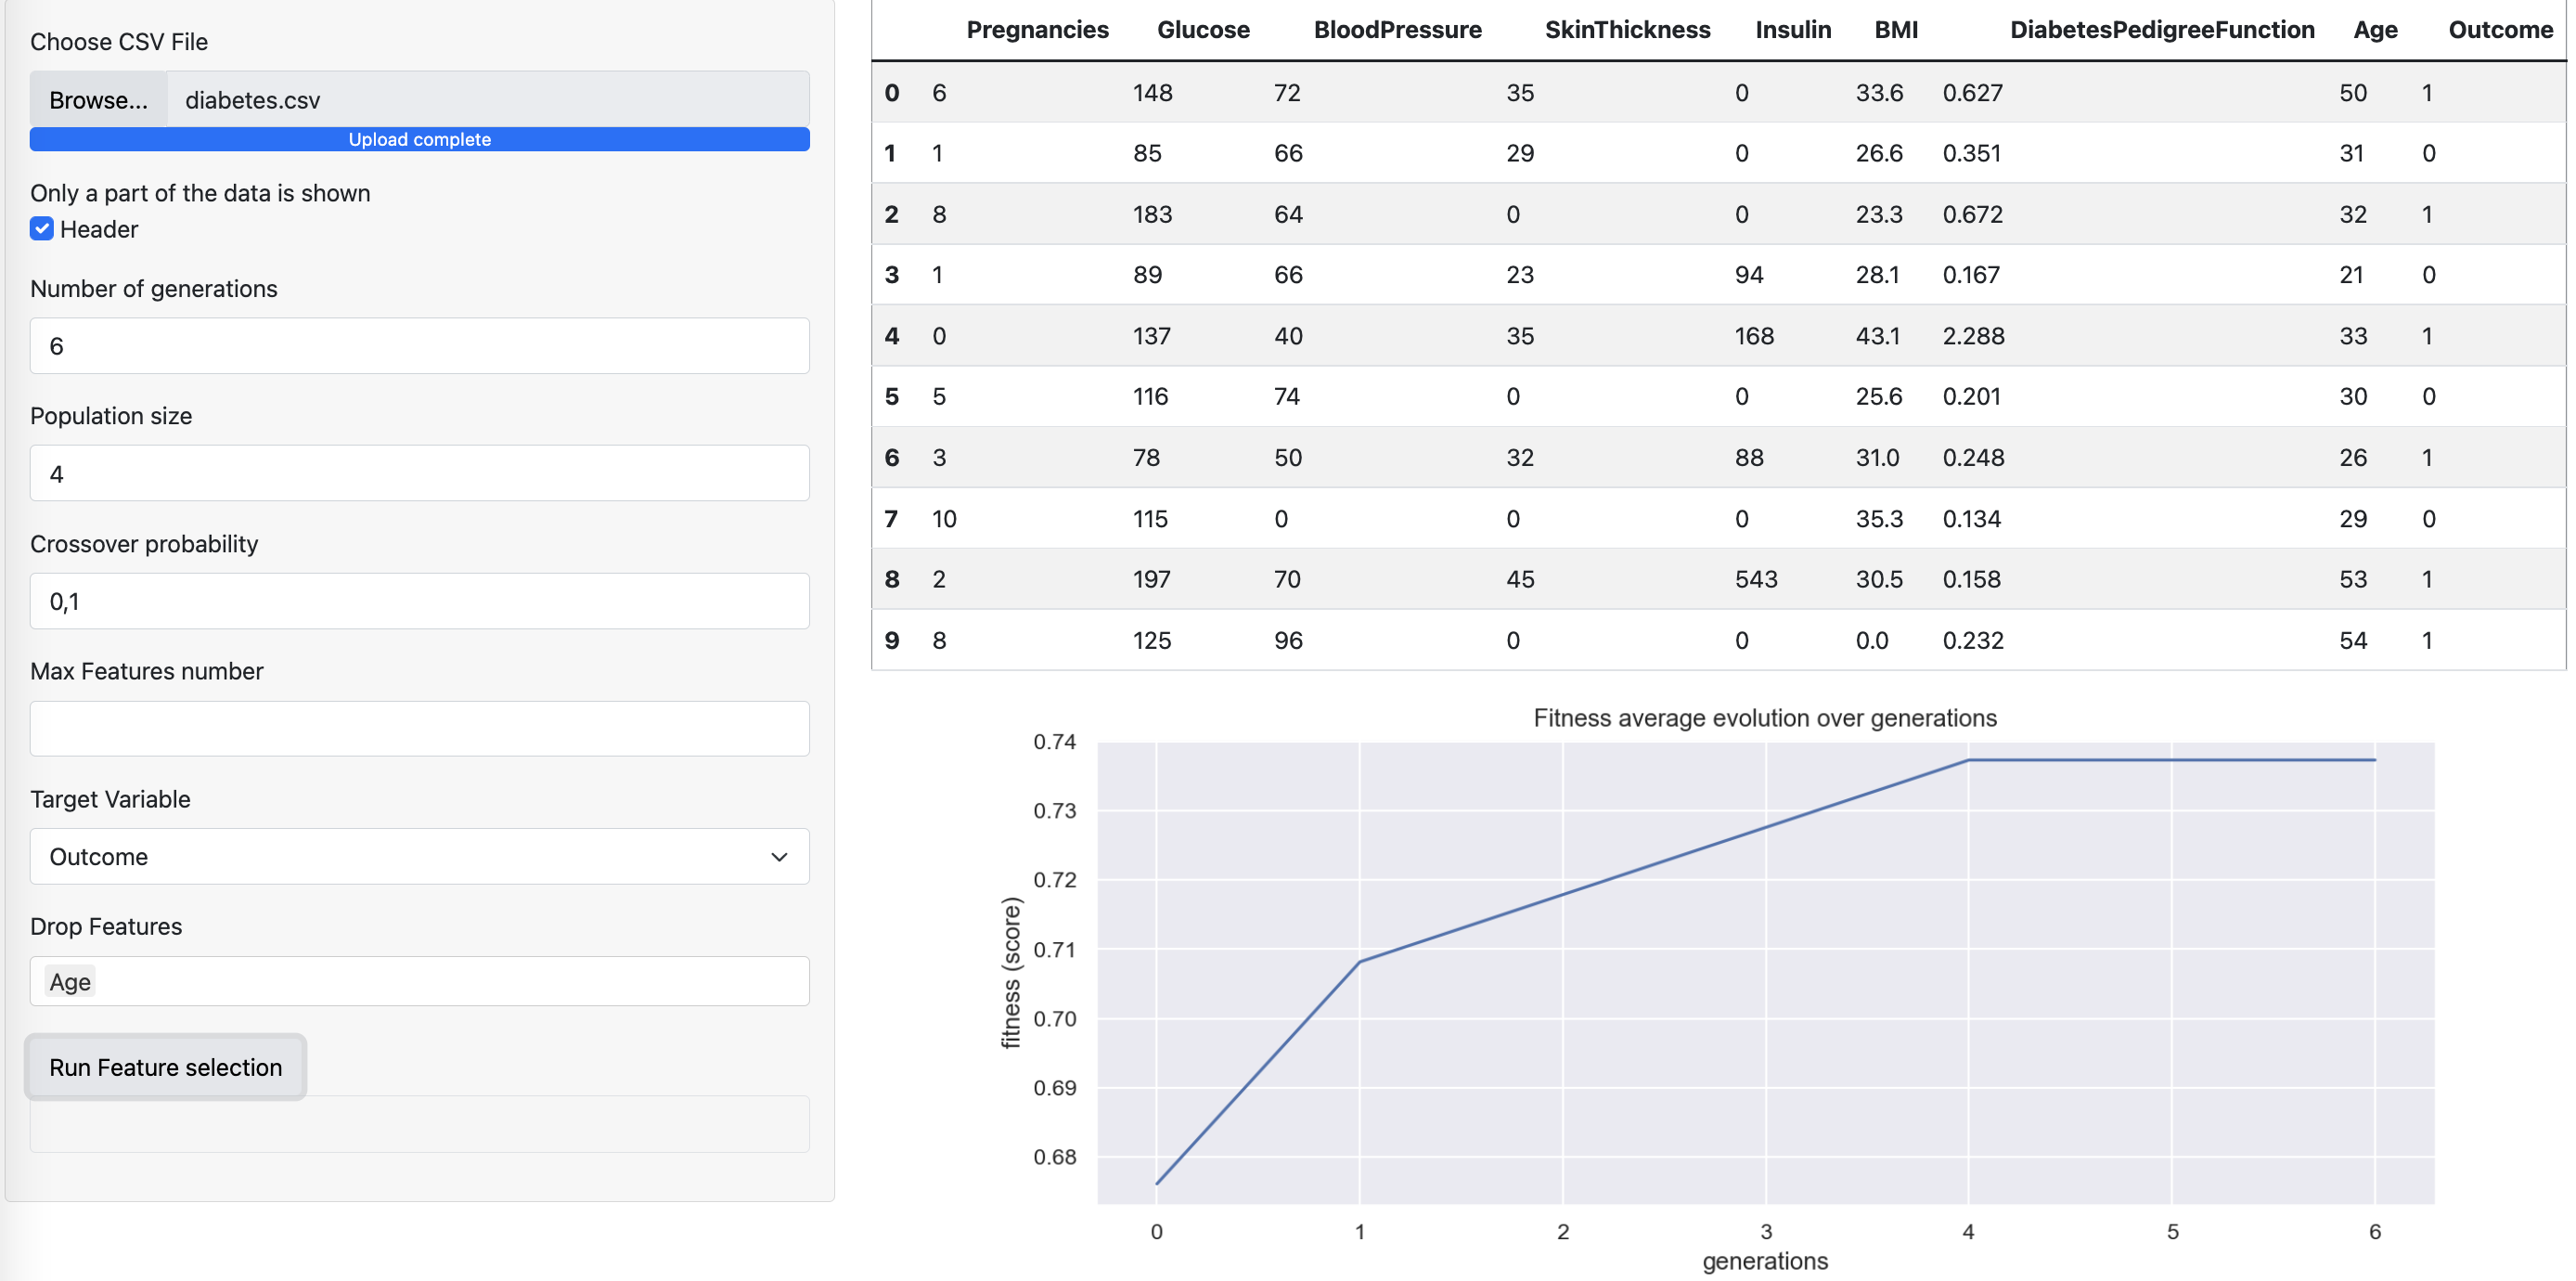 Choose CSV File
Browse... diabetes.csv
Upload complete
Only a part of the data is shown
Header
Number of generations
6
Population size
4
Crossover probability
0,1
Max Features number
Target Variable
Outcome
Drop Features
Age
Run Feature selection
Pregnancies Glucose BloodPressure SkinThickness Insulin BMI DiabetesPedigreeFunction Age Outcome
0 6 148 72 35 0 33.6 0.627 50 1
1 1 85 66 29 0 26.6 0.351 31 0
2 8 183 64 0 0 23.3 0.672 32 1
3 1 89 66 23 94 28.1 0.167 21 0
4 0 137 40 35 168 43.1 2.288 33 1
5 5 116 74 0 0 25.6 0.201 30 0
6 3 78 50 32 88 31.0 0.248 26 1
7 10 115 0 0 0 35.3 0.134 29 0
8 2 197 70 45 543 30.5 0.158 53 1
9 8 125 96 0 0 0.0 0.232 54 1
Fitness average evolution over generations
0.74
0.73
0.72
0.71
0.70
0.69
0.68
fitness (score)
0 1 2 3 4 5 6
generations